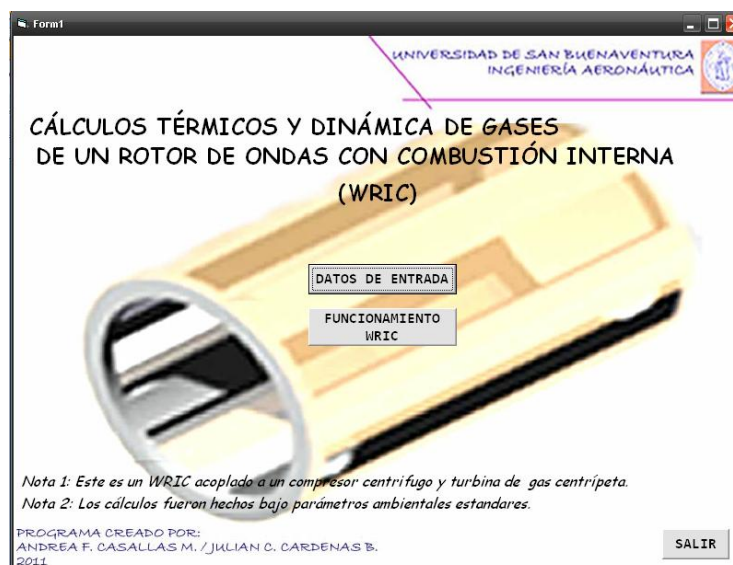 Form1
UNIVERSIDAD DE SAN BUENAVENTURA
INGENIERÍA AERONÁUTICA
CÁLCULOS TÉRMICOS Y DINÁMICA DE GASES
DE UN ROTOR DE ONDAS CON COMBUSTIÓN INTERNA
(WRIC)
DATOS DE ENTRADA
FUNCIONAMIENTO
WRIC
Nota 1: Este es un WRIC acoplado a un compresor centrifugo y turbina de gas centrípeta.
Nota 2: Los cálculos fueron hechos bajo parámetros ambientales estandares.
PROGRAMA CREADO POR:
ANDREA F. CASALLAS M. / JULIAN C. CARDENAS B.
2011
SALIR